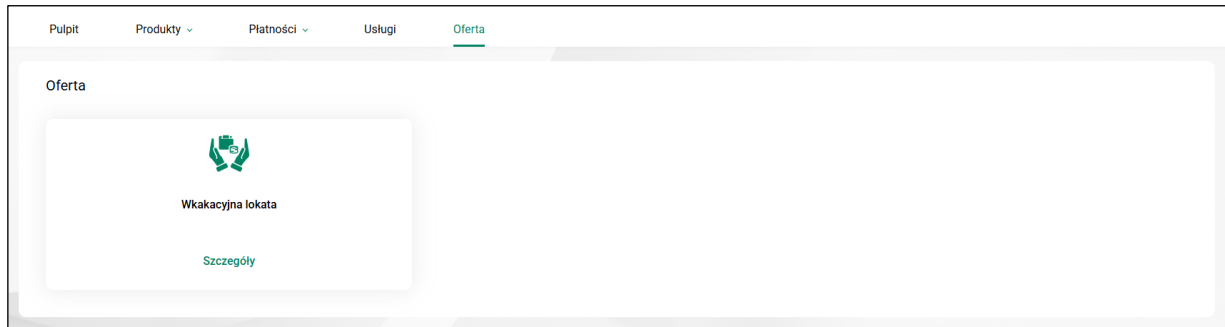 Pulpit Produkty Płatności Usługi Oferta
Oferta
Wkakacyjna lokata
Szczegóły